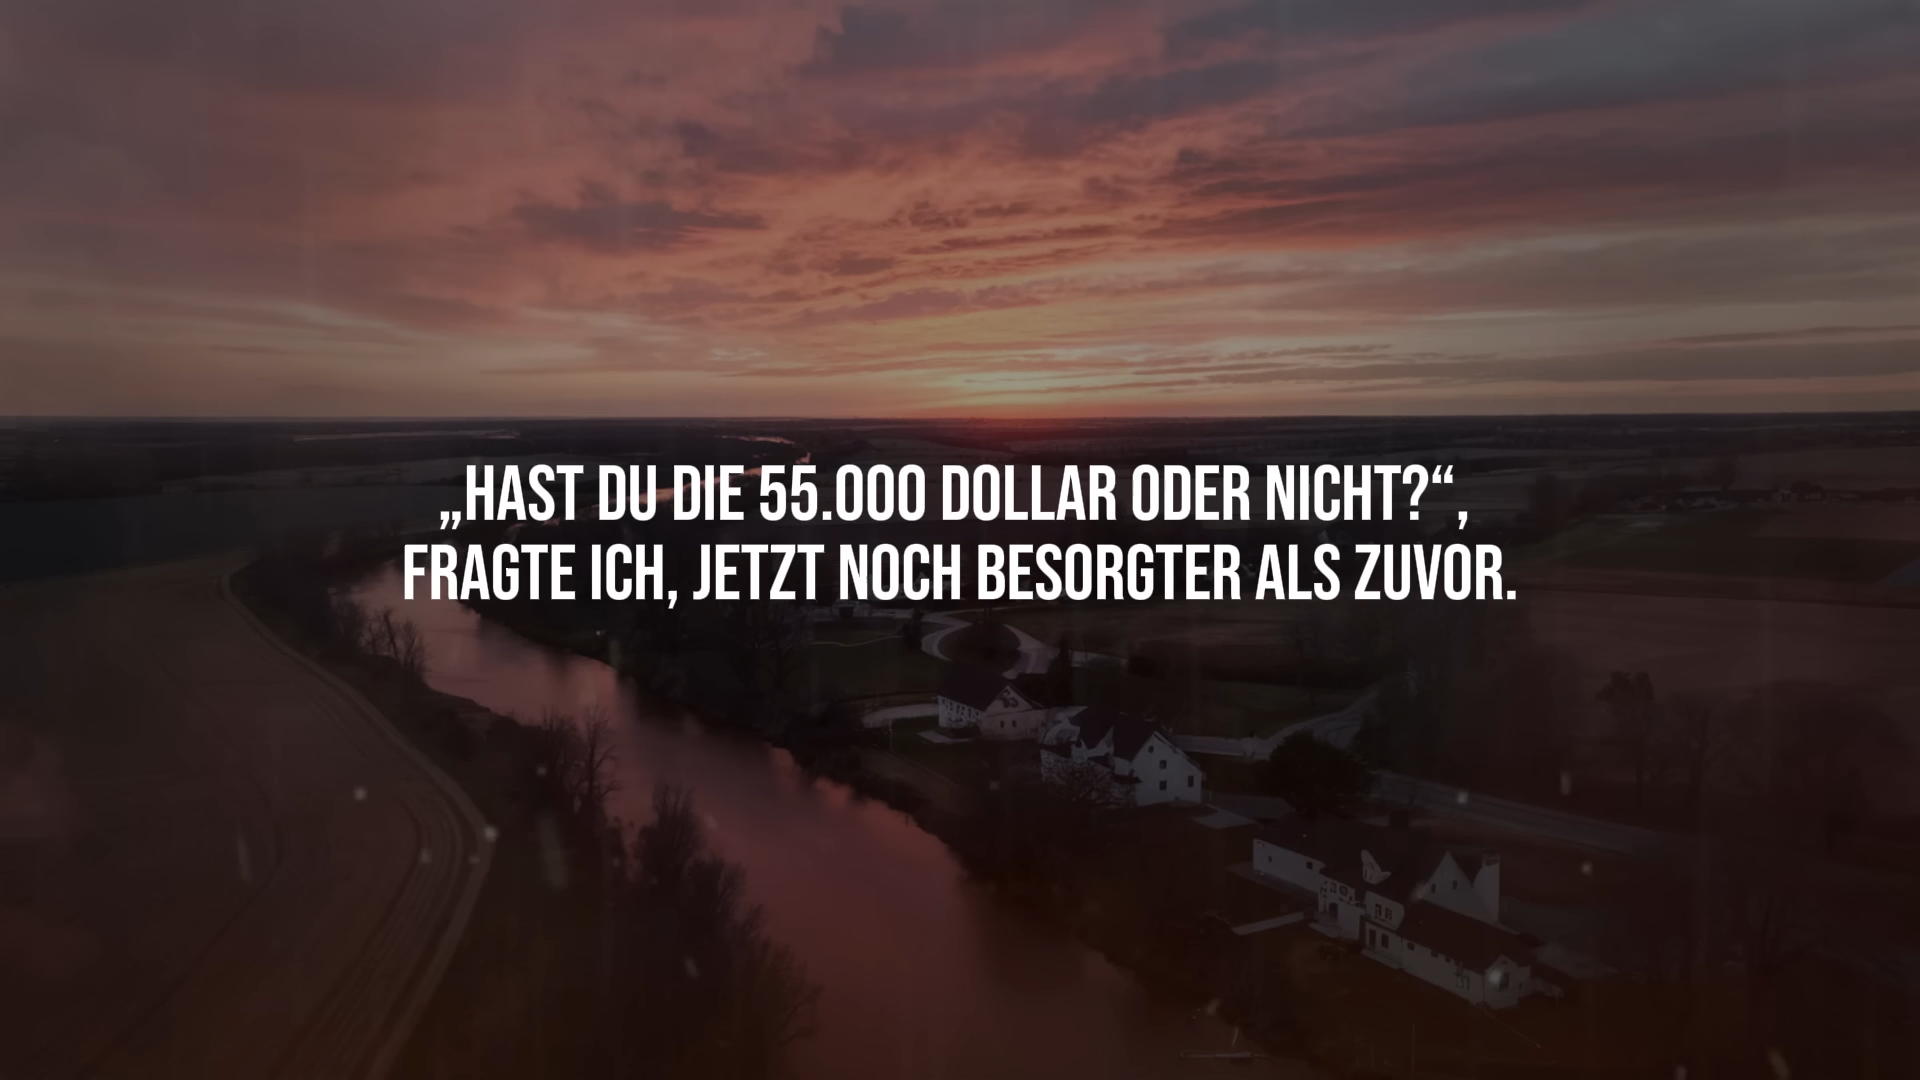 „HAST DU DIE 55.000 DOLLAR ODER NICHT?“,
FRAGTE ICH, JETZT NOCH BESORGTER ALS ZUVOR.